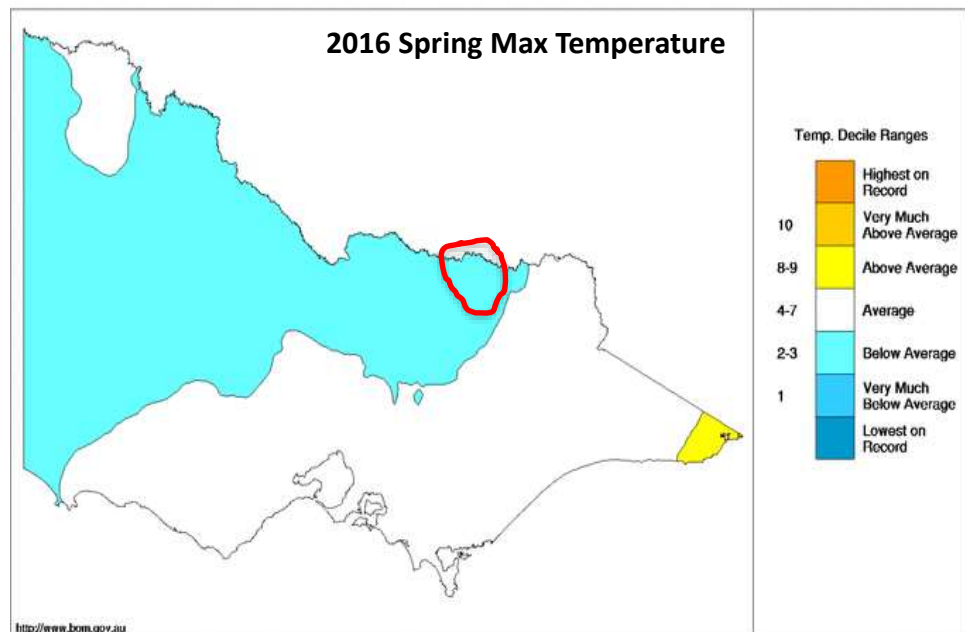 2016 Spring Max Temperature
Temp. Decile Ranges
Highest on
Record
10 Very Much
Above Average
8-9 Above Average
4-7 Average
2-3 Below Average
1 Very Much
Below Average
Lowest on
Record
http://www.bom.gov.au